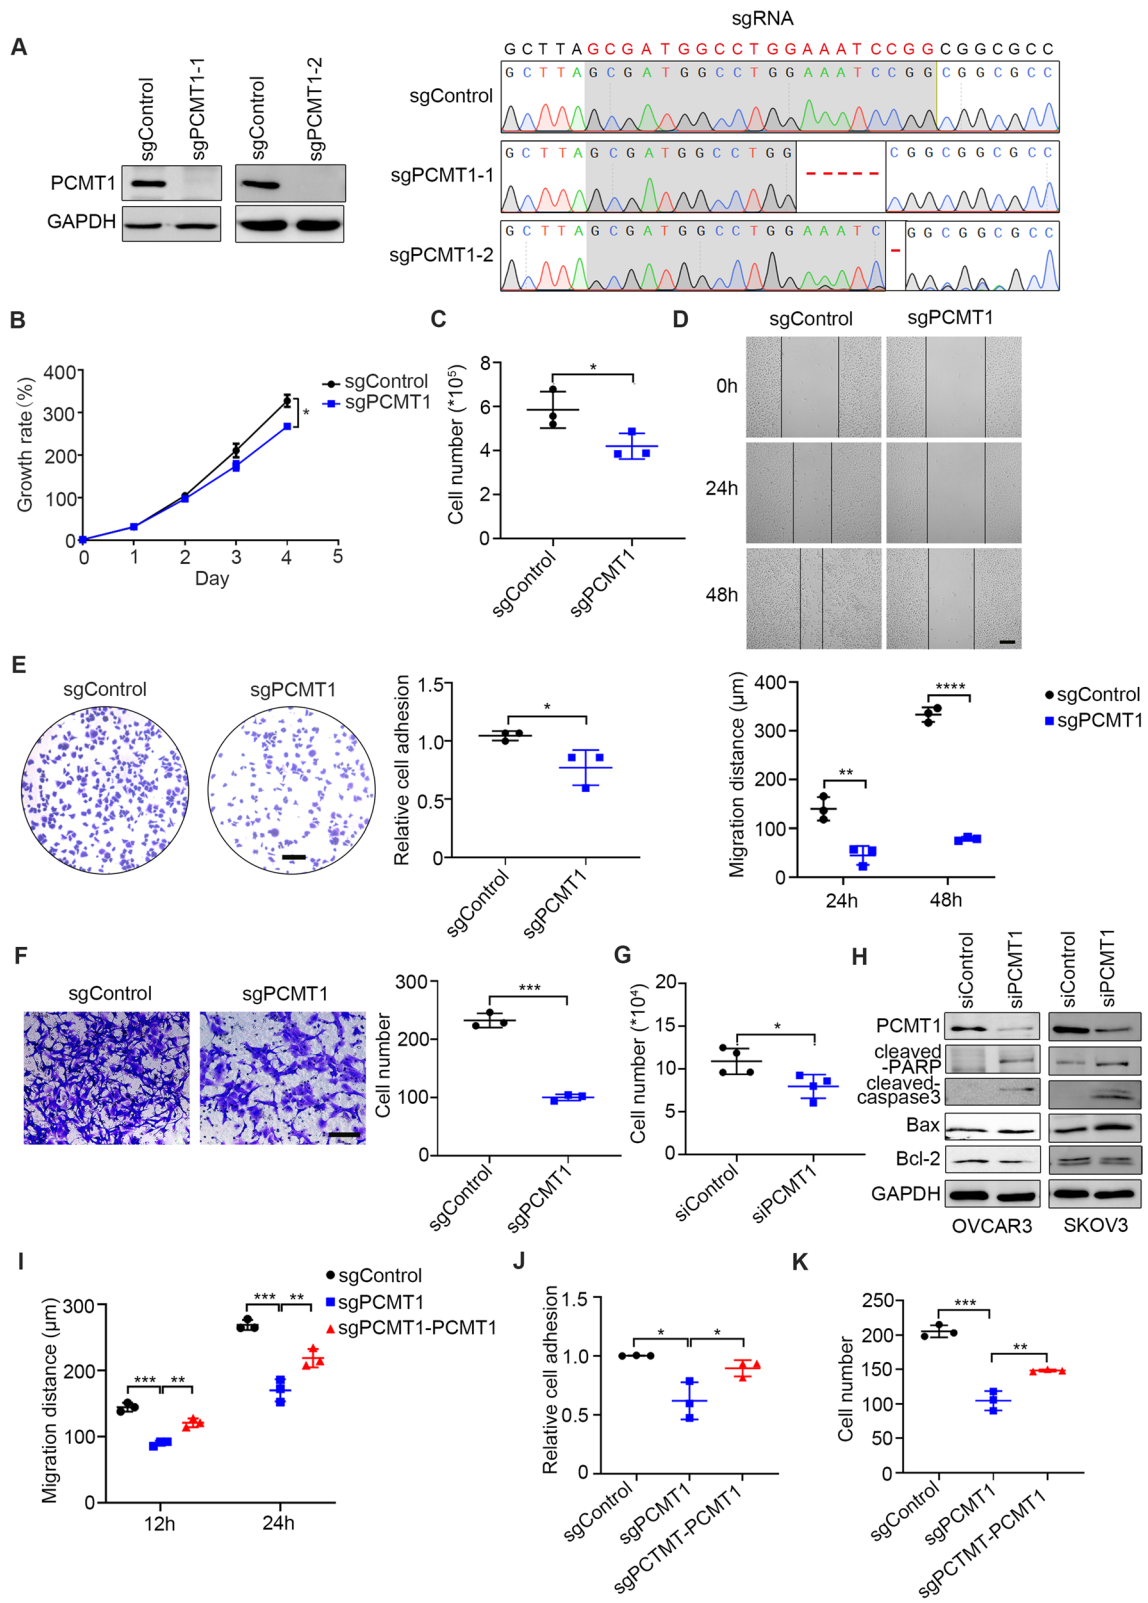 A
sgControl
sgPCMT1-1
sgControl
sgPCMT1-2
PCMT1
GAPDH
sgRNA
GCTTAGCGATGGCCTGGAAATCCGGCGGCGCC
sgControl
GCTTAGCGATGGCCTGGAAATCCGGCGGCGCC
sgPCMT1-1
GCTTAGCGATGGCCTGG
-----
CGGCGGCGCC
sgPCMT1-2
GCTTAGCGATGGCCTGGAAATC
-
GGCGGCGCC
B
Growth rate (%)
400
300
200
100
0
0 1 2 3 4 5
Day
sgControl
sgPCMT1
*
C
Cell number (*10⁵)
8
6
4
2
0
*
sgControl
sgPCMT1
D
sgControl
sgPCMT1
0h
24h
48h
Migration distance (μm)
400
300
200
100
0
**
****
24h
48h
sgControl
sgPCMT1
E
sgControl
sgPCMT1
Relative cell adhesion
1.5
1.0
0.5
0
*
sgControl
sgPCMT1
F
sgControl
sgPCMT1
Cell number
300
200
100
0
***
sgControl
sgPCMT1
G
Cell number (*10⁴)
20
15
10
5
0
*
siControl
siPCMT1
H
siControl
siPCMT1
siControl
siPCMT1
PCMT1
cleaved
-PARP
cleaved-
caspase3
Bax
Bcl-2
GAPDH
OVCAR3
SKOV3
I
Migration distance (μm)
300
200
100
0
***
**
***
**
12h
24h
sgControl
sgPCMT1
sgPCMT1-PCMT1
J
Relative cell adhesion
1.5
1.0
0.5
0
*
*
sgControl
sgPCMT1
sgPCTMT-PCMT1
K
Cell number
250
200
150
100
50
0
***
**
sgControl
sgPCMT1
sgPCTMT-PCMT1